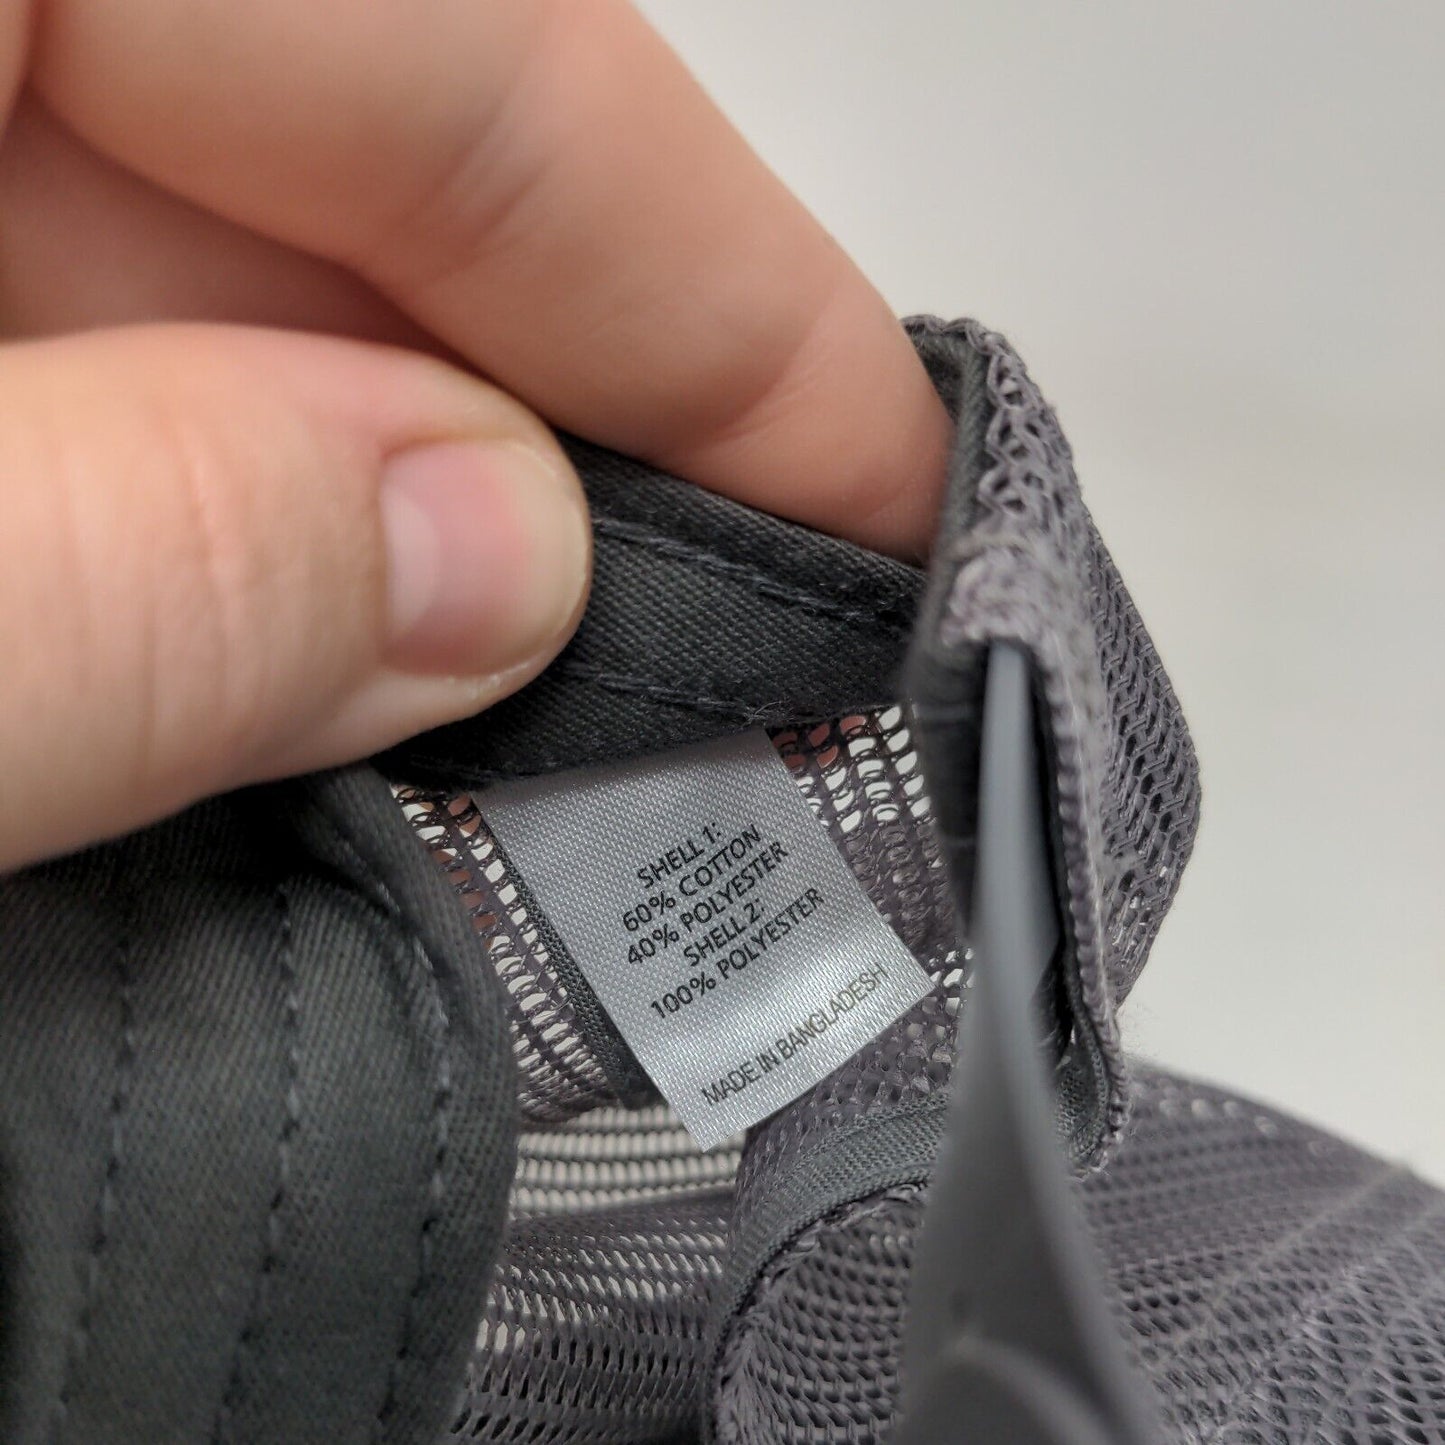 SHELL 1:
60% COTTON
40% POLYESTER
SHELL 2:
100% POLYESTER
MADE IN BANGLADESH